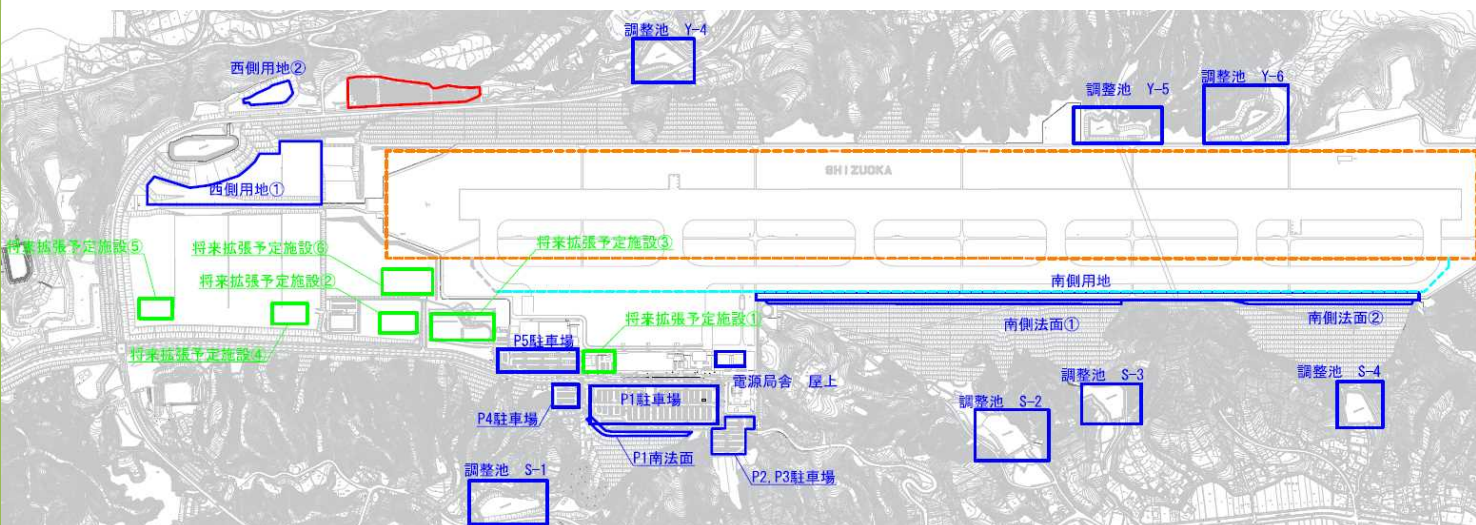 調整池 Y-4
西側用地②
調整池 Y-6
調整池 Y-5
SHIZUOKA
西側用地①
将来拡張予定施設⑤
将来拡張予定施設⑥
将来拡張予定施設③
将来拡張予定施設②
南側用地
将来拡張予定施設①
南側法面①
南側法面②
P5駐車場
将来拡張予定施設④
電源局舎 屋上
調整池 S-3
調整池 S-4
P1駐車場
調整池 S-2
P4駐車場
P1南法面
調整池 S-1
P2,P3駐車場